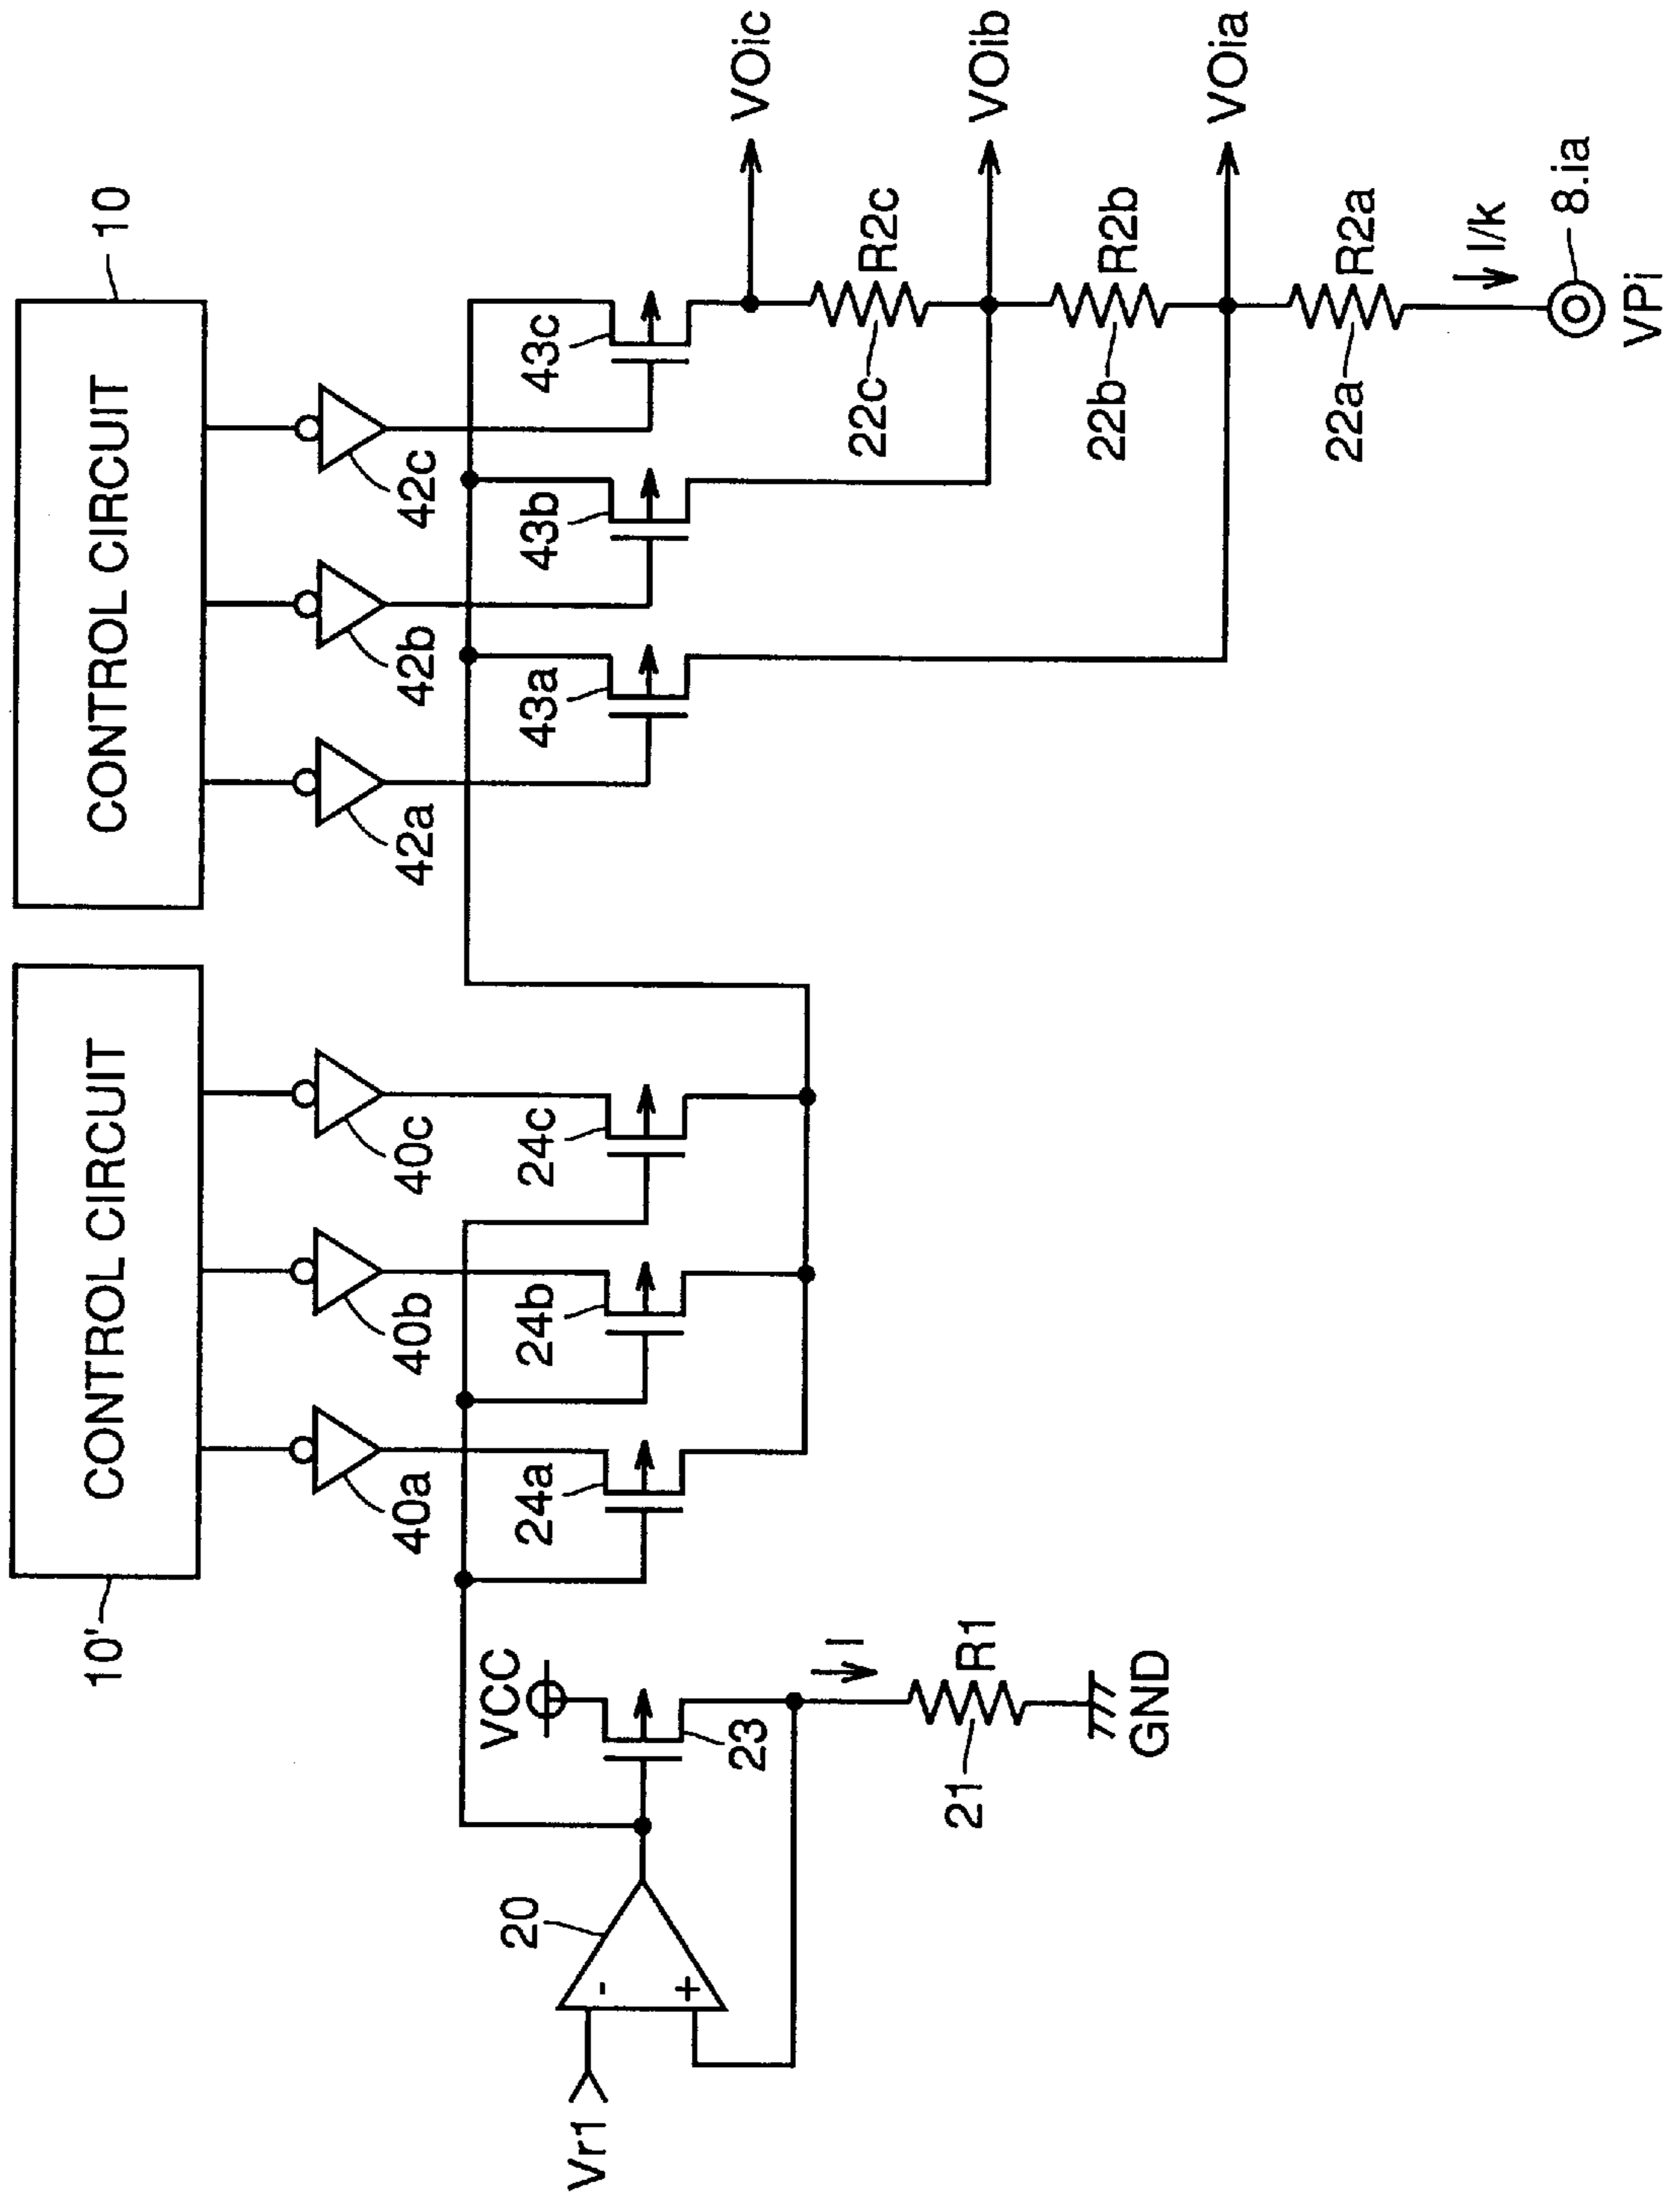 10'
CONTROL CIRCUIT
CONTROL CIRCUIT
10
40a
40b
40c
42a
42b
42c
VCC
20
24a
24b
24c
43a
43b
43c
Vr1
-
+
23
I
21
R1
GND
VOic
22c
R2c
VOib
22b
R2b
VOia
22a
R2a
I/k
8.ia
VPi